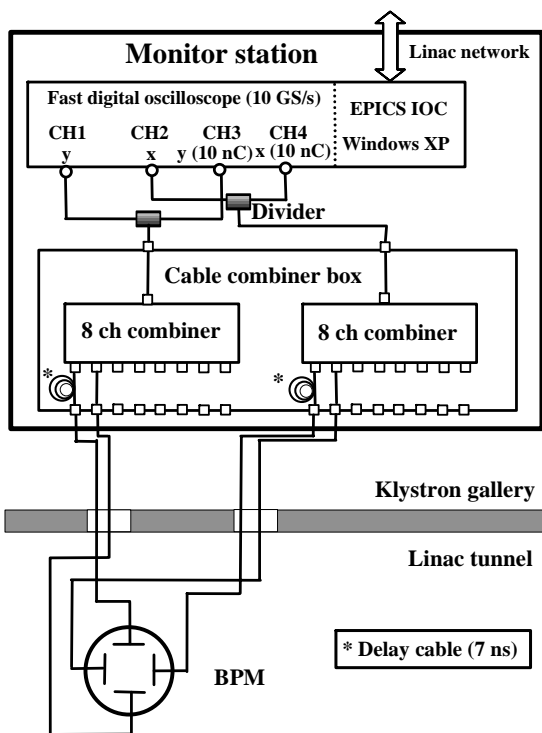 Monitor station
Linac network
Fast digital oscilloscope (10 GS/s)
EPICS IOC
Windows XP
CH1 CH2 CH3 CH4
y x y (10 nC) x (10 nC)
Divider
Cable combiner box
8 ch combiner 8 ch combiner
* *
Klystron gallery
Linac tunnel
BPM
* Delay cable (7 ns)